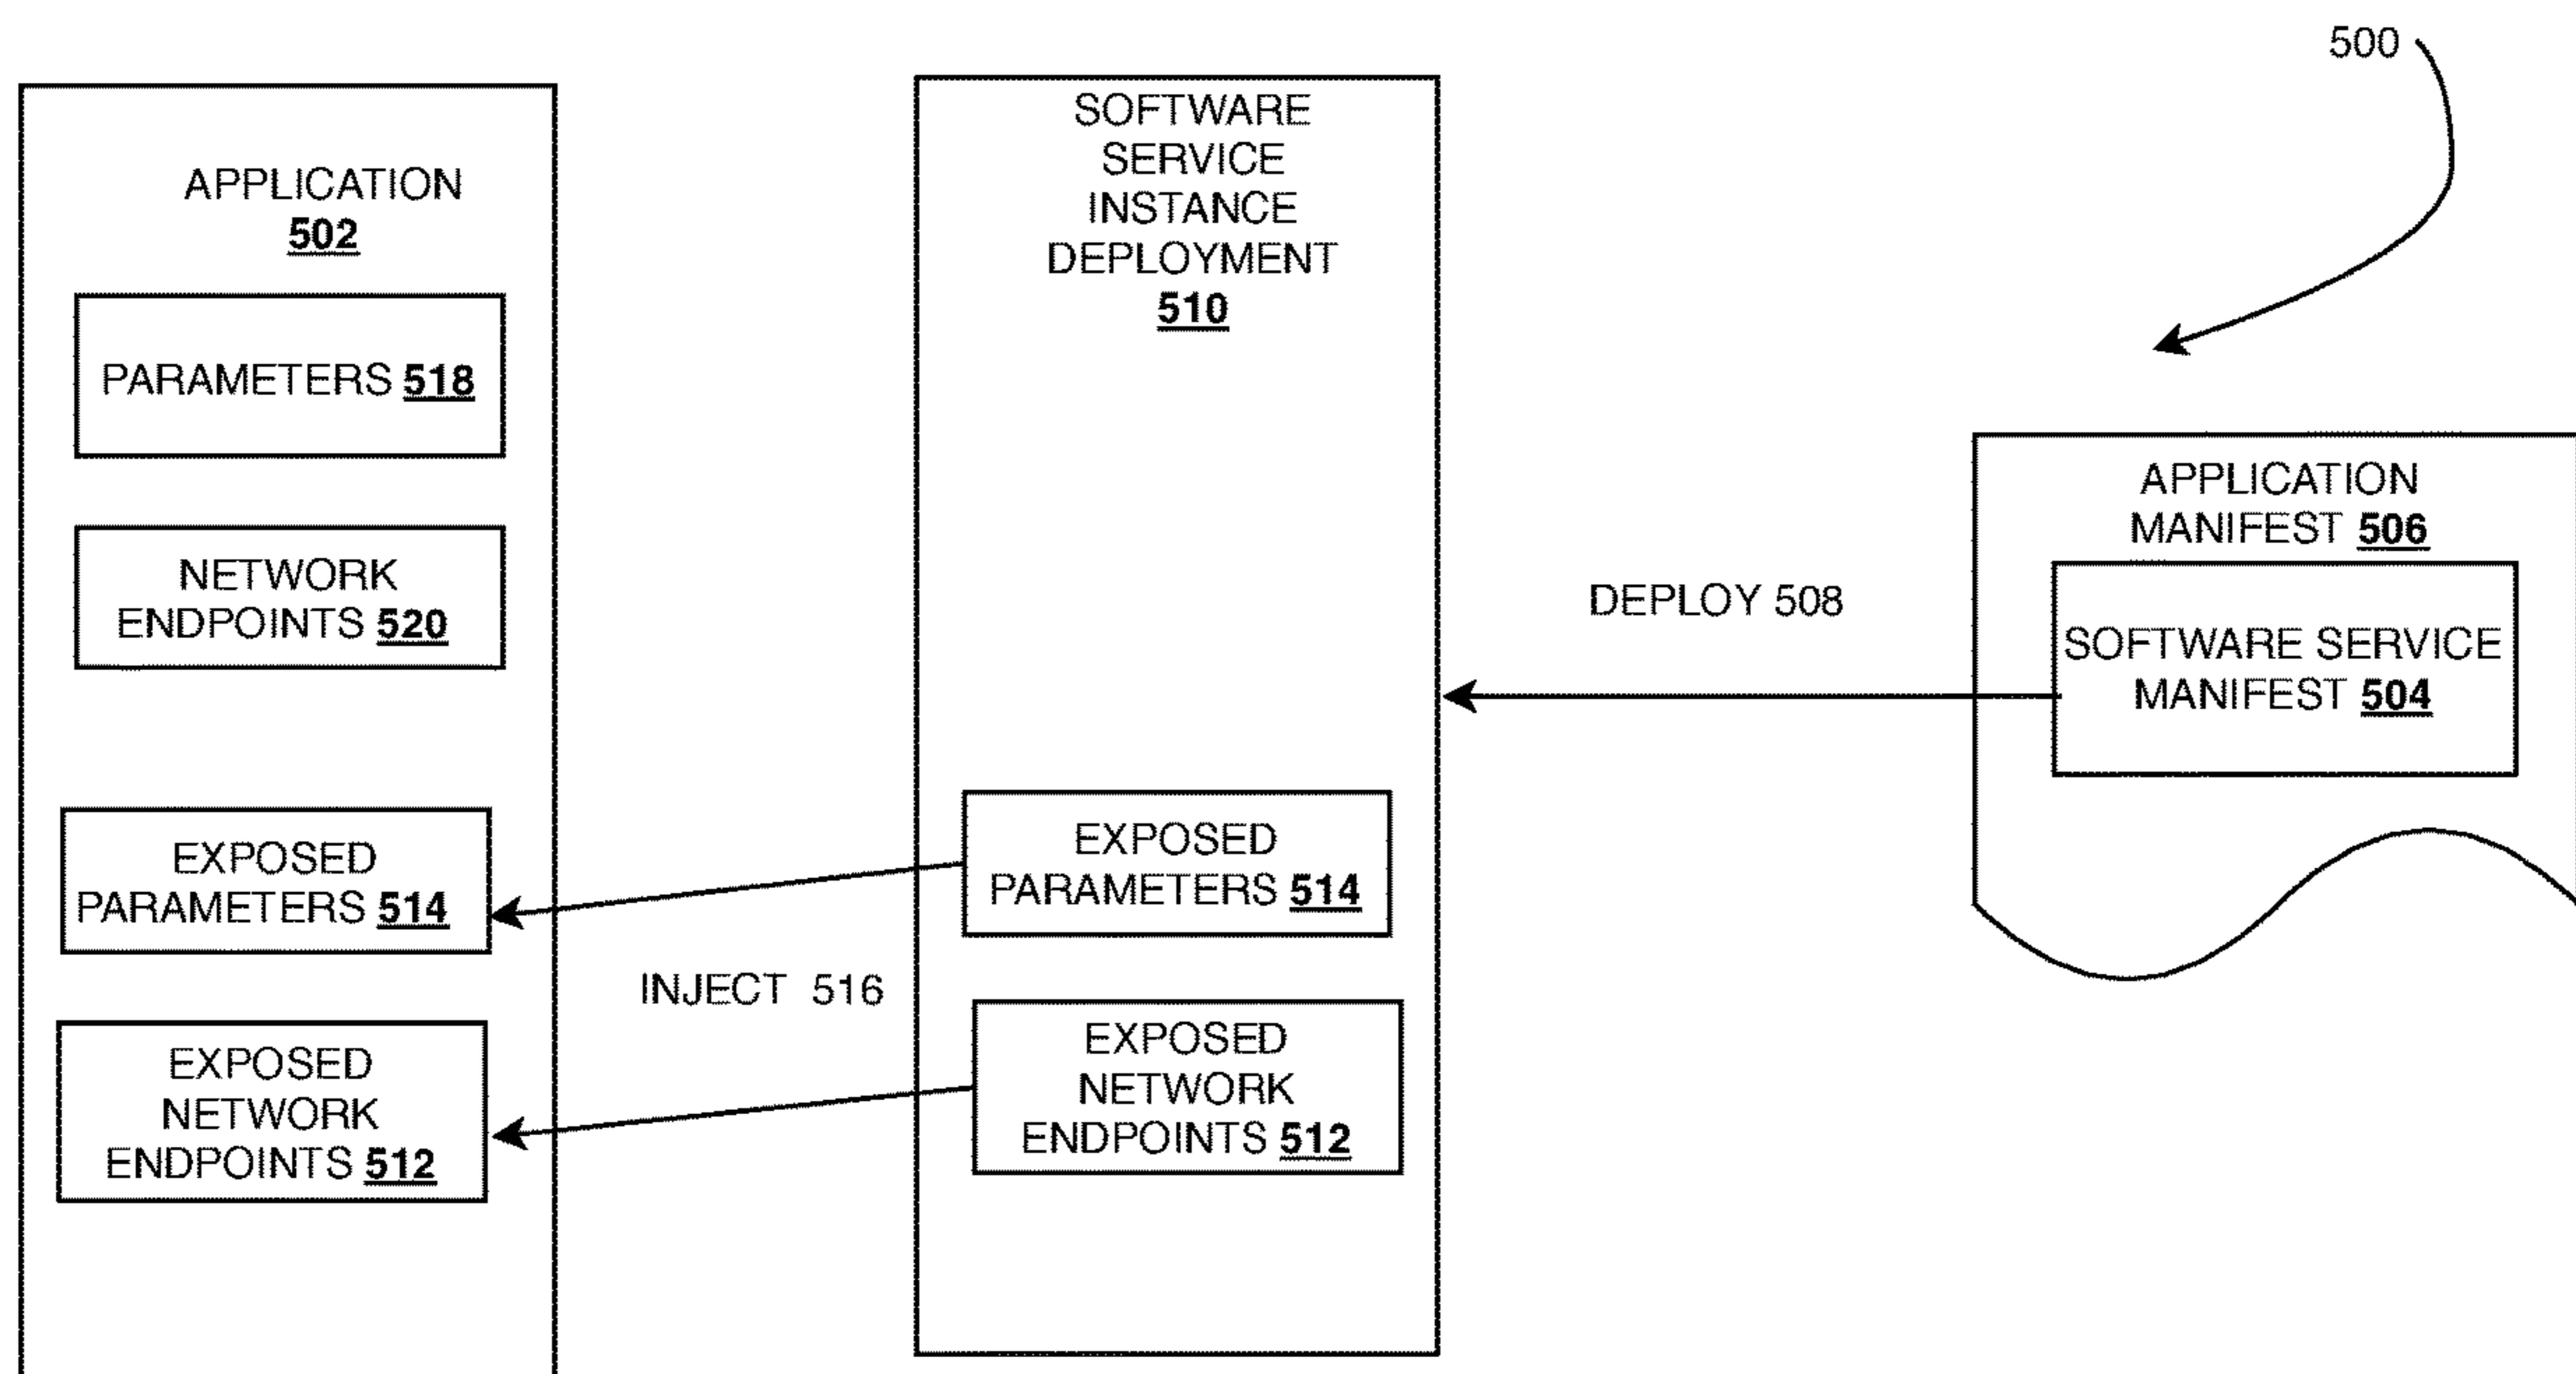 500
APPLICATION
502
PARAMETERS 518
NETWORK
ENDPOINTS 520
EXPOSED
PARAMETERS 514
EXPOSED
NETWORK
ENDPOINTS 512
INJECT 516
SOFTWARE
SERVICE
INSTANCE
DEPLOYMENT
510
EXPOSED
PARAMETERS 514
EXPOSED
NETWORK
ENDPOINTS 512
DEPLOY 508
APPLICATION
MANIFEST 506
SOFTWARE SERVICE
MANIFEST 504